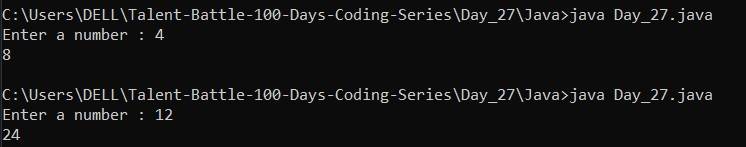 C:\Users\DELL\Talent-Battle-100-Days-Coding-Series\Day_27\Java>java Day_27.java
Enter a number : 4
8
C:\Users\DELL\Talent-Battle-100-Days-Coding-Series\Day_27\Java>java Day_27.java
Enter a number : 12
24